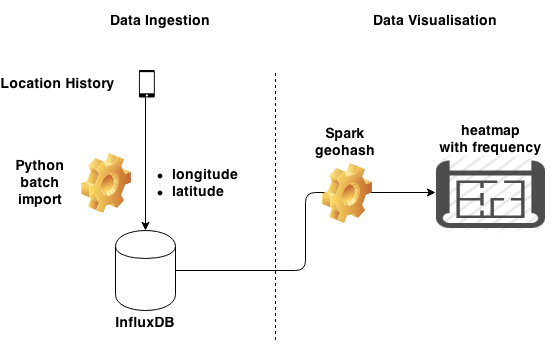 Data Ingestion
Data Visualisation
Location History
Python
batch
import
• longitude
• latitude
InfluxDB
Spark
geohash
heatmap
with frequency